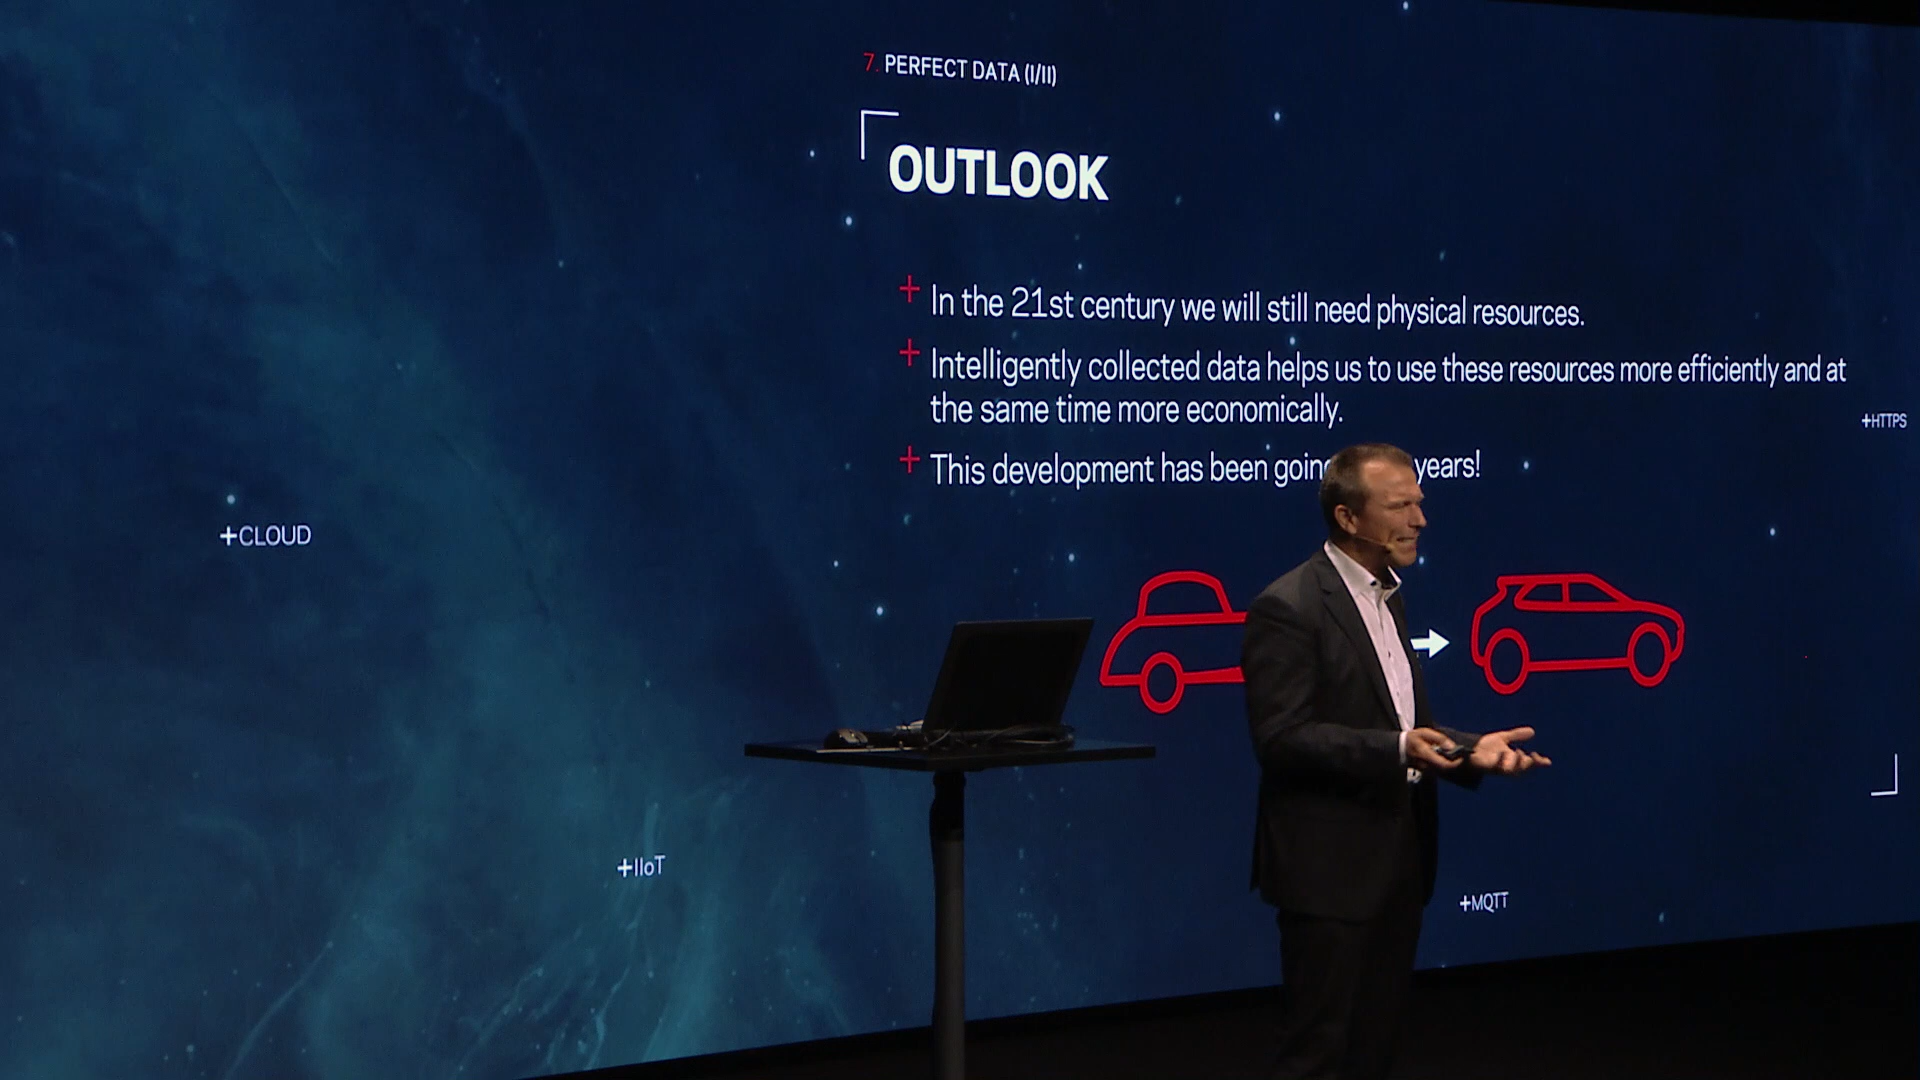 7. PERFECT DATA (I/II)
OUTLOOK
+ In the 21st century we will still need physical resources.
+ Intelligently collected data helps us to use these resources more efficiently and at
the same time more economically.
+ This development has been going years!
+HTTPS
+CLOUD
+IIoT
+MQTT